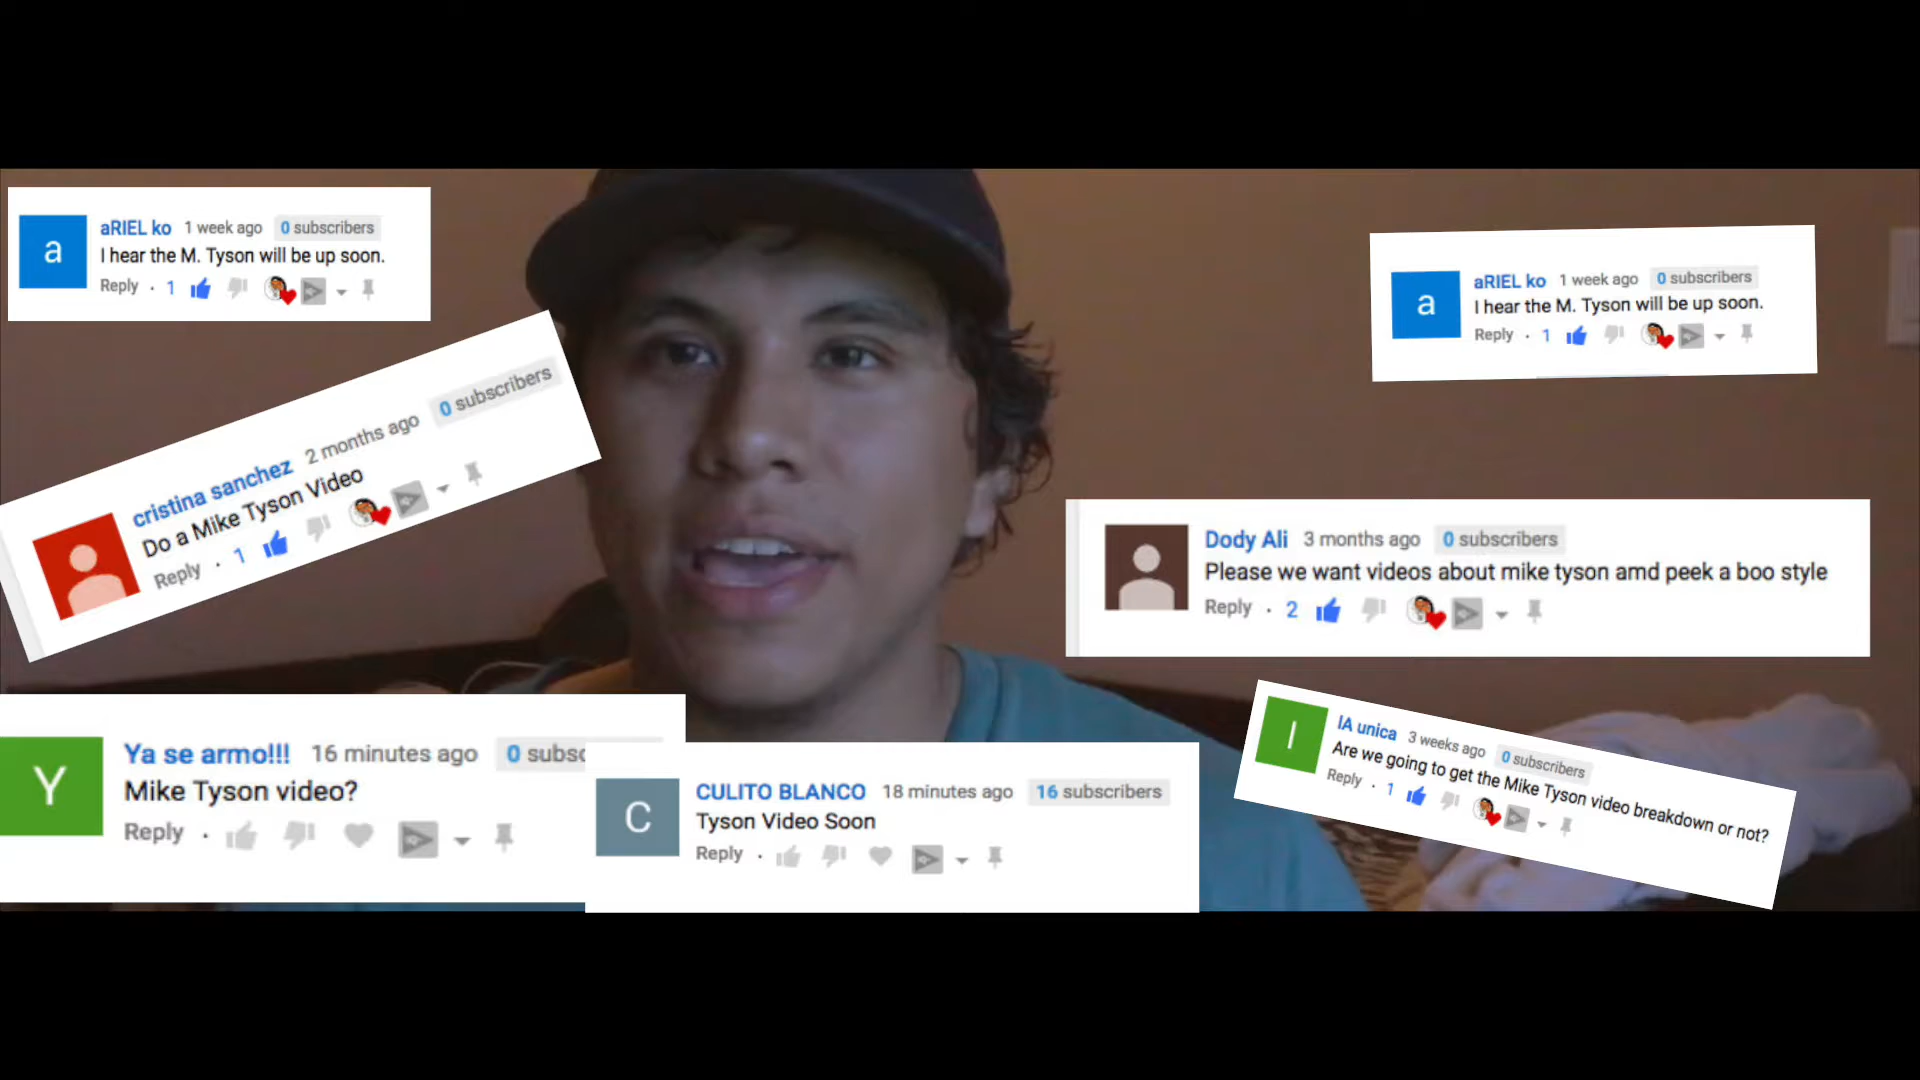 a
aRIEL ko 1 week ago 0 subscribers
I hear the M. Tyson will be up soon.
Reply · 1
a
aRIEL ko 1 week ago 0 subscribers
I hear the M. Tyson will be up soon.
Reply · 1
cristina sanchez 2 months ago 0 subscribers
Do a Mike Tyson Video
Reply · 1
Dody Ali 3 months ago 0 subscribers
Please we want videos about mike tyson amd peek a boo style
Reply · 2
Y
Ya se armo!!! 16 minutes ago 0 subsc
Mike Tyson video?
Reply ·
C
CULITO BLANCO 18 minutes ago 16 subscribers
Tyson Video Soon
Reply ·
I
IA unica 3 weeks ago 0 subscribers
Are we going to get the Mike Tyson video breakdown or not?
Reply · 1